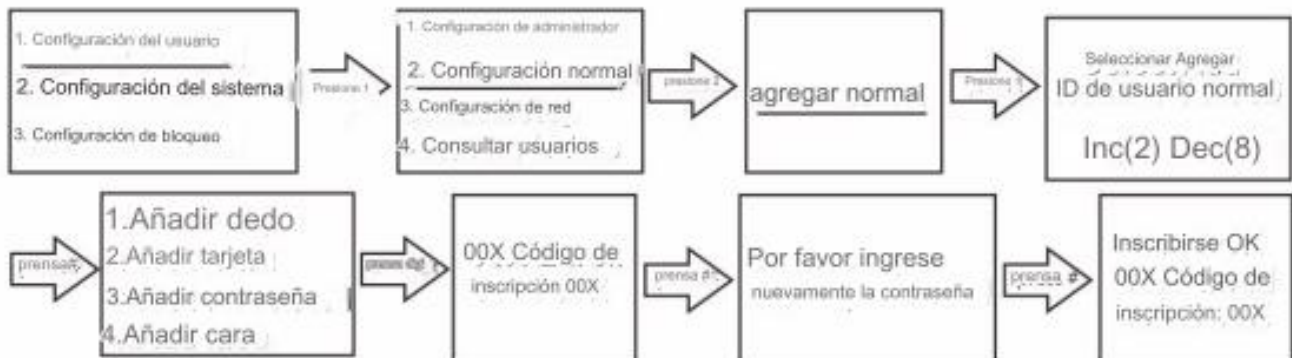 1. Configuración del usuario
2. Configuración del sistema
3. Configuración de bloqueo
Presione 1
1. Configuración de administrador
2. Configuración normal
3. Configuración de red
4. Consultar usuarios
presione 2
agregar normal
Presione 1
Seleccionar Agregar
ID de usuario normal
Inc(2) Dec(8)
prensa#
1.Añadir dedo
2.Añadir tarjeta
3.Añadir contraseña
4.Añadir cara
00X Código de
inscripción 00X
prensa #
Por favor ingrese
nuevamente la contraseña
prensa #
Inscribirse OK
00X Código de
inscripción: 00X